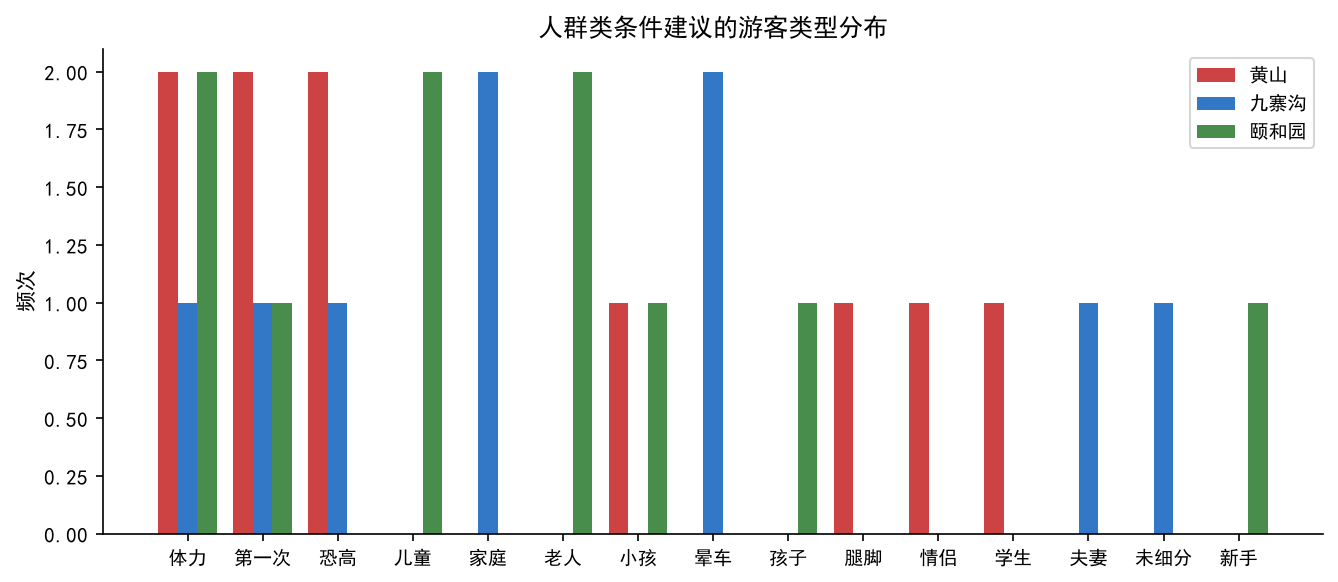 人群类条件建议的游客类型分布
黄山
九寨沟
颐和园
频次
2.00
1.75
1.50
1.25
1.00
0.75
0.50
0.25
0.00
体力 第一次 恐高 儿童 家庭 老人 小孩 晕车 孩子 腿脚 情侣 学生 夫妻 未细分 新手